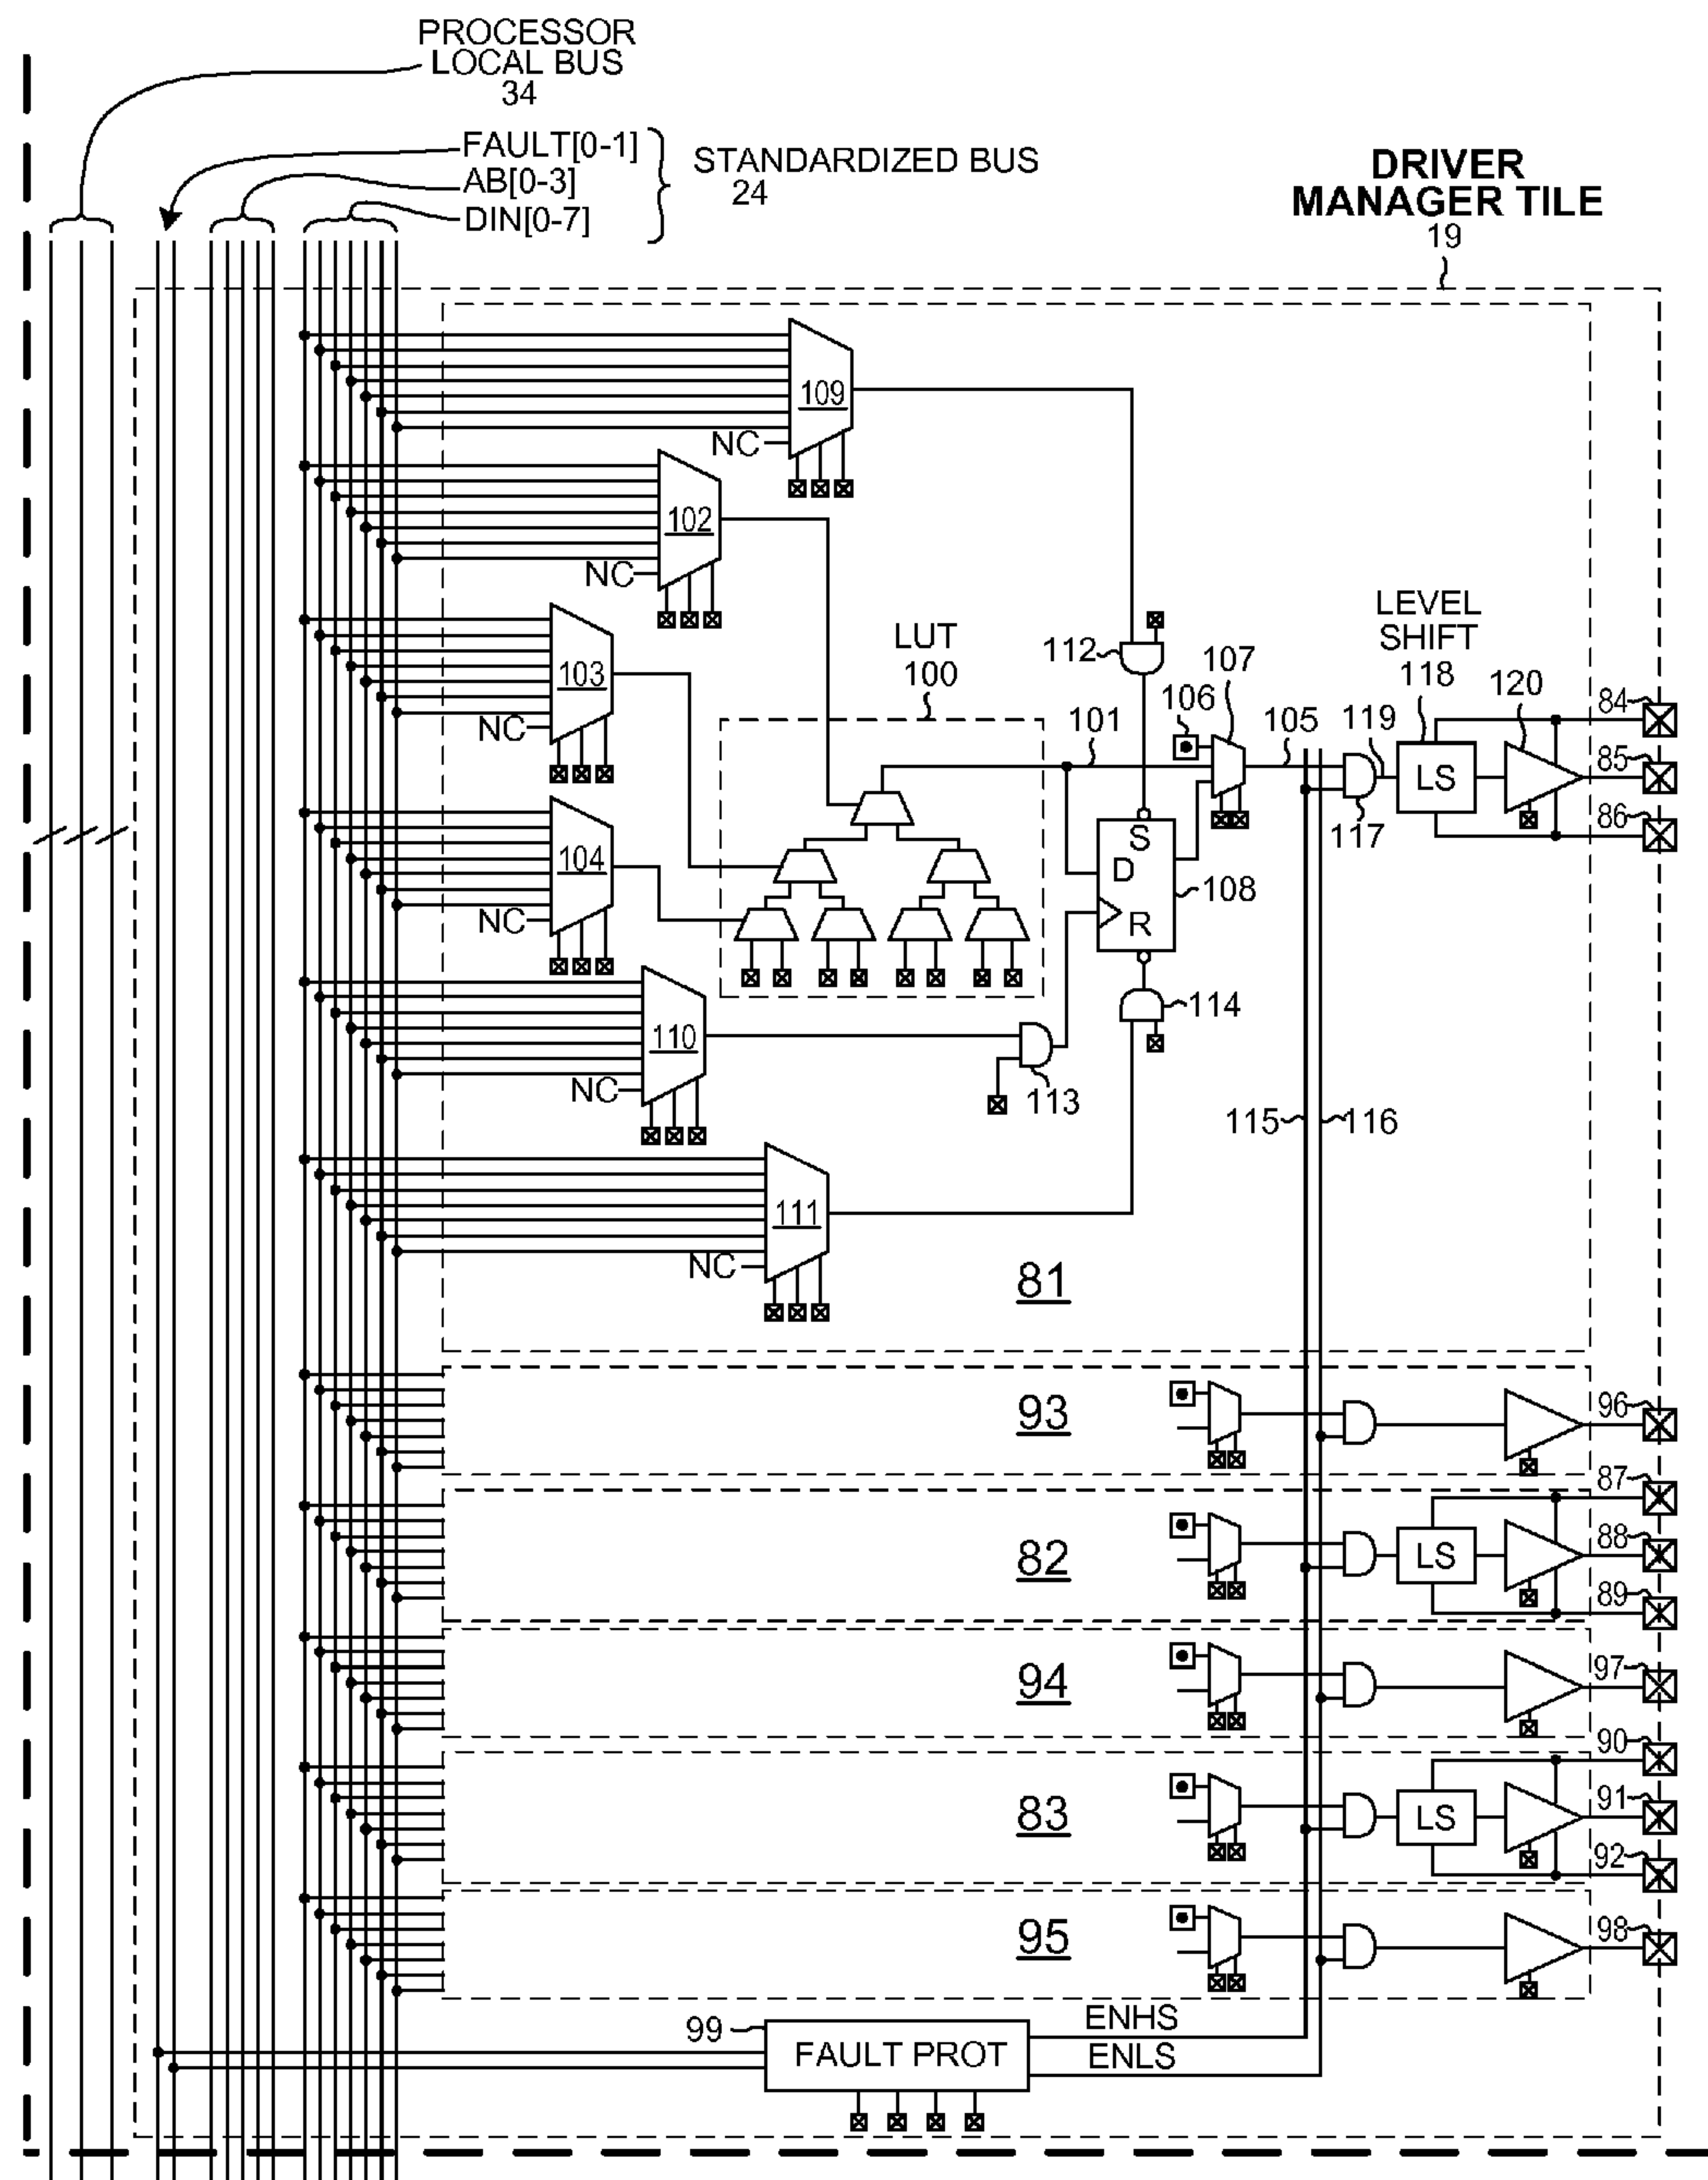 PROCESSOR
LOCAL BUS
34
FAULT[0-1]
AB[0-3]
DIN[0-7]
STANDARDIZED BUS
24
DRIVER
MANAGER TILE
19
109
NC
102
NC
103
NC
104
NC
LUT
100
112
107
106
101
105
119
LEVEL
SHIFT
118
120
84
85
86
LS
117
S
D
R
108
114
110
NC
113
115
116
111
NC
81
93
96
87
82
LS
88
89
94
97
90
83
LS
91
92
95
98
99
FAULT PROT
ENHS
ENLS